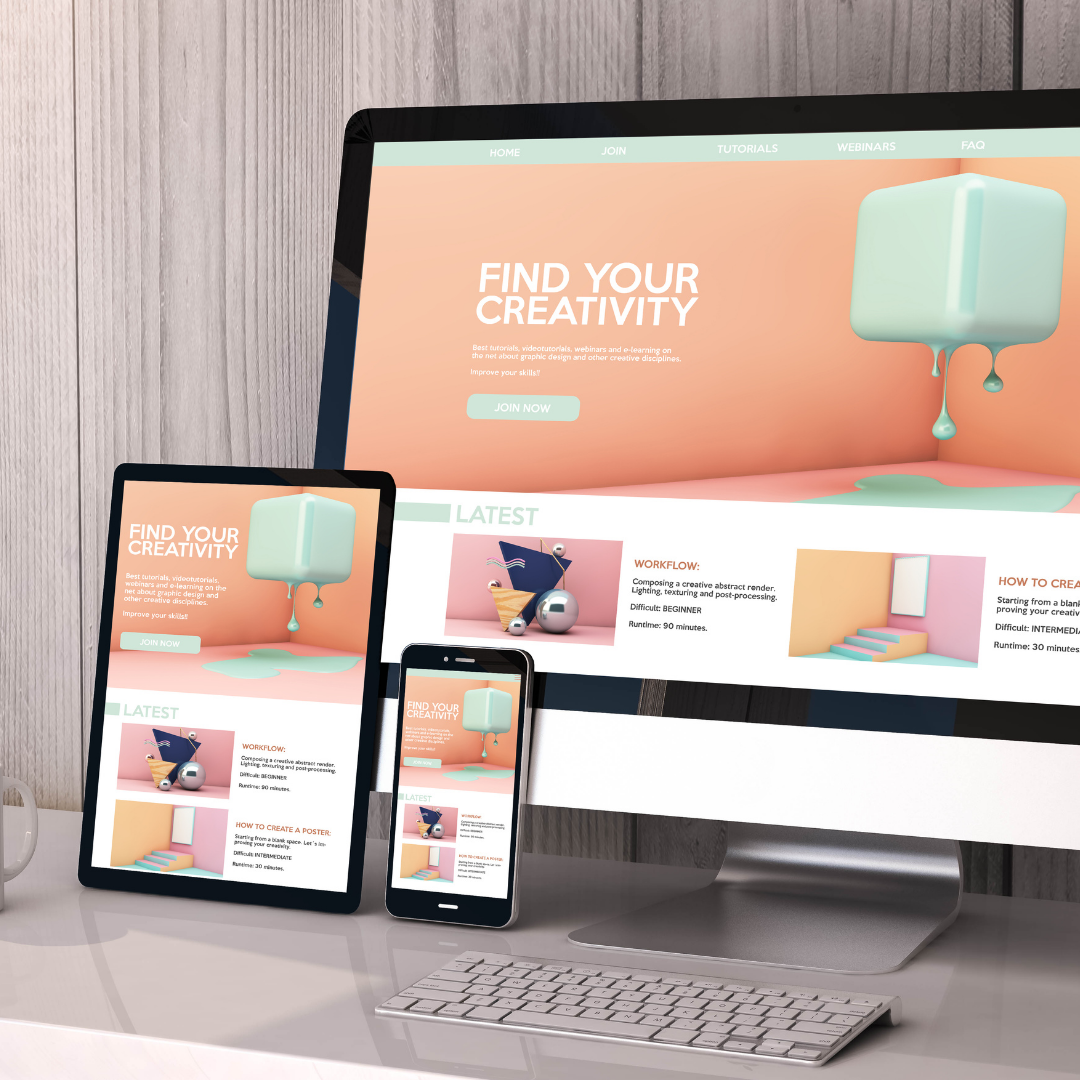 HOME JOIN TUTORIALS WEBINARS FAQ
FIND YOUR
CREATIVITY
Best tutorials, videotutorials, webinars and e-learning on
the net about graphic design and other creative disciplines.
Improve your skills!!
JOIN NOW
LATEST
WORKFLOW:
Composing a creative abstract render.
Lighting, texturing and post-processing.
Difficult: BEGINNER
Runtime: 90 minutes.
HOW TO CREA
Starting from a blank
proving your creativ
Difficult: INTERMEDIA
Runtime: 30 minutes
FIND YOUR
CREATIVITY
Best tutorials, videotutorials,
webinars and e-learning on the
net about graphic design and
other creative disciplines.
Improve your skills!!
JOIN NOW
LATEST
WORKFLOW:
Composing a creative abstract render.
Lighting, texturing and post-processing.
Difficult: BEGINNER
Runtime: 90 minutes.
HOW TO CREATE A POSTER:
Starting from a blank space. Let´s im-
proving your creativity.
Difficult: INTERMEDIATE
Runtime: 30 minutes.
FIND YOUR
CREATIVITY
JOIN NOW
LATEST
WORKFLOW:
HOW TO CREATE A POSTER: